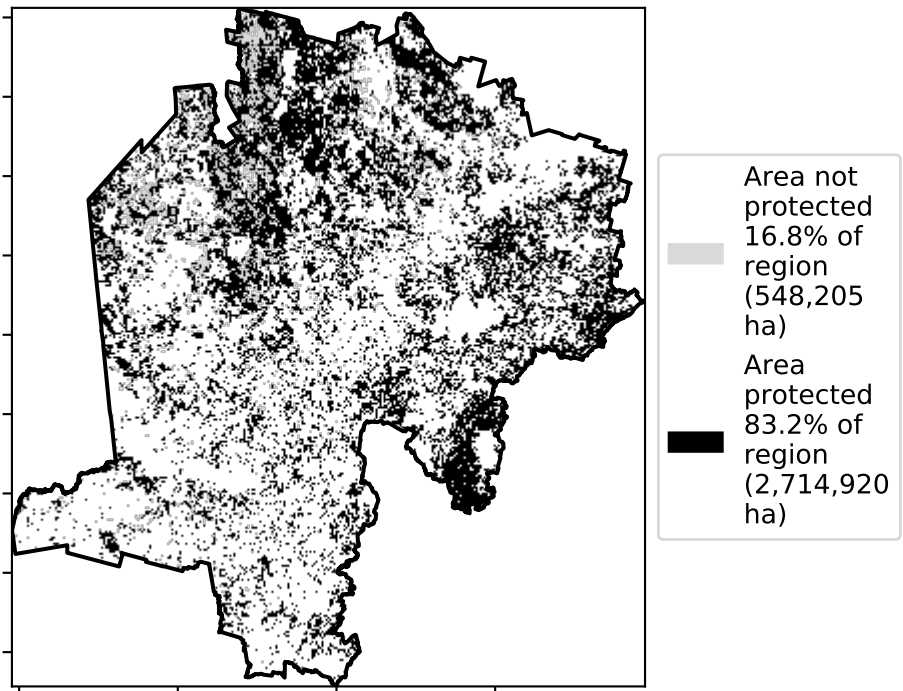 Area not
protected
16.8% of
region
(548,205
ha)
Area
protected
83.2% of
region
(2,714,920
ha)